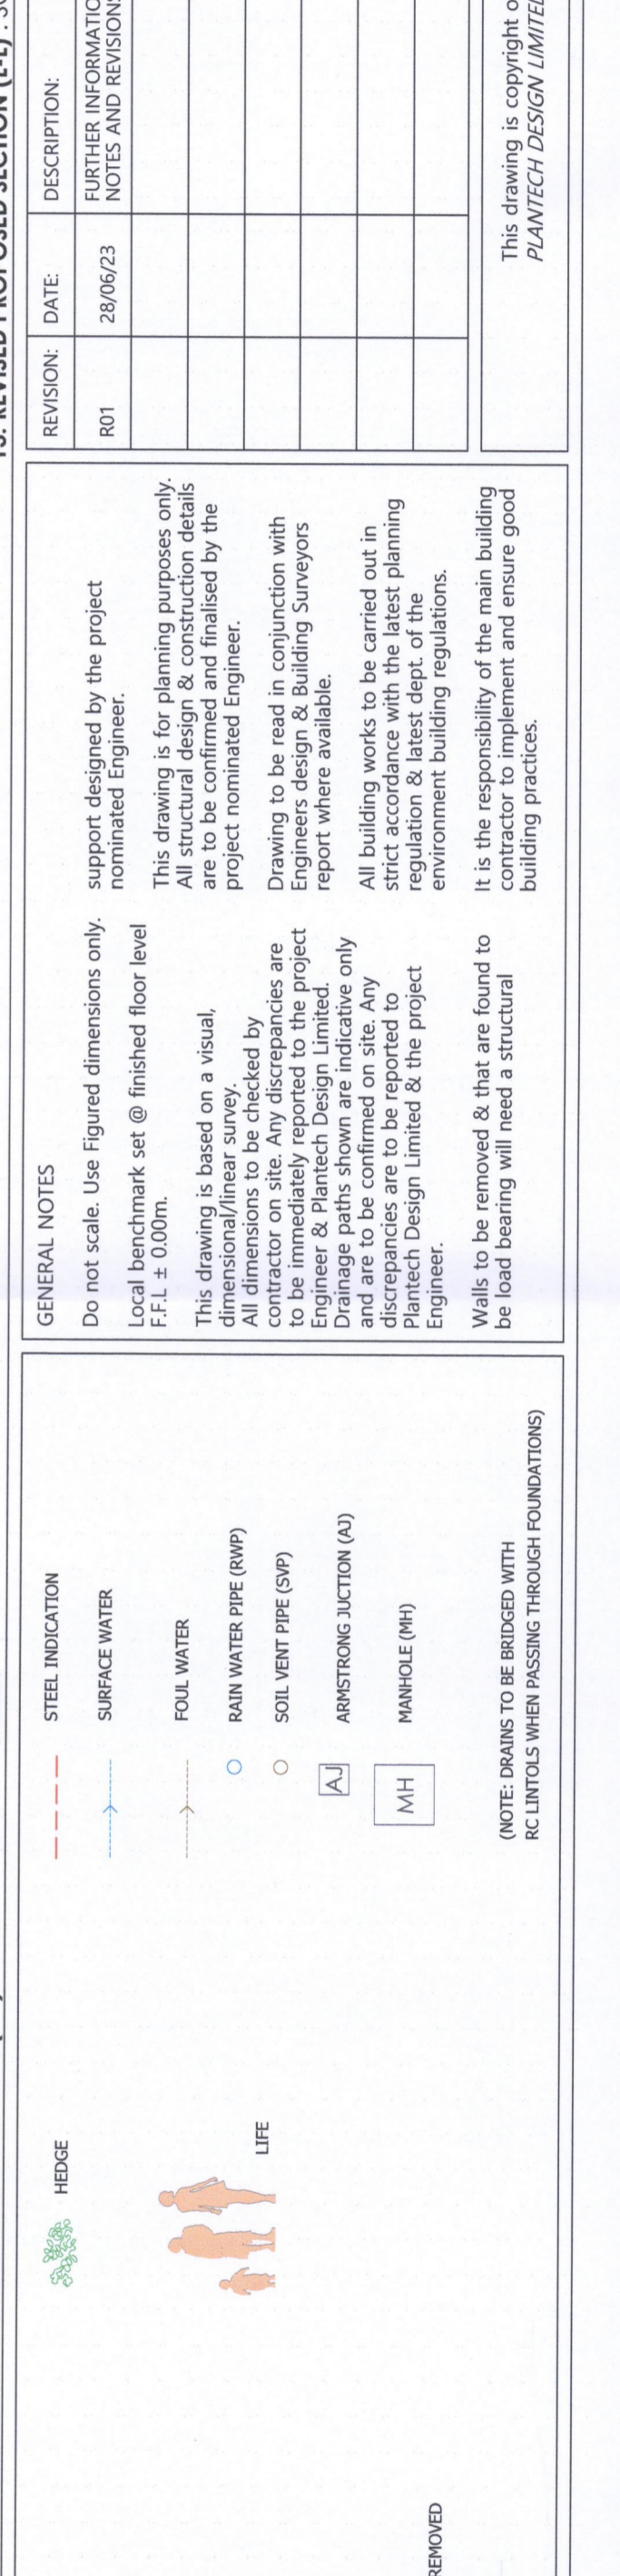 REMOVED
HEDGE
LIFE
STEEL INDICATION
SURFACE WATER
FOUL WATER
RAIN WATER PIPE (RWP)
SOIL VENT PIPE (SVP)
AJ
ARMSTRONG JUCTION (AJ)
MH
MANHOLE (MH)
(NOTE: DRAINS TO BE BRIDGED WITH
RC LINTOLS WHEN PASSING THROUGH FOUNDATIONS)
GENERAL NOTES
Do not scale. Use Figured dimensions only.
Local benchmark set @ finished floor level
F.F.L ± 0.00m.
This drawing is based on a visual,
dimensional/linear survey.
All dimensions to be checked by
contractor on site. Any discrepancies are
to be immediately reported to the project
Engineer & Plantech Design Limited.
Drainage paths shown are indicative only
and are to be confirmed on site. Any
discrepancies are to be reported to
Plantech Design Limited & the project
Engineer.
Walls to be removed & that are found to
be load bearing will need a structural
support designed by the project
nominated Engineer.
This drawing is for planning purposes only.
All structural design & construction details
are to be confirmed and finalised by the
project nominated Engineer.
Drawing to be read in conjunction with
Engineers design & Building Surveyors
report where available.
All building works to be carried out in
strict accordance with the latest planning
regulation & latest dept. of the
environment building regulations.
It is the responsibility of the main building
contractor to implement and ensure good
building practices.
REVISED PROPOSED SECTION (E-E) :
REVISION: DATE: DESCRIPTION:
R01 28/06/23 FURTHER INFORMATIO
NOTES AND REVISIONS
This drawing is copyright o
PLANTECH DESIGN LIMITED